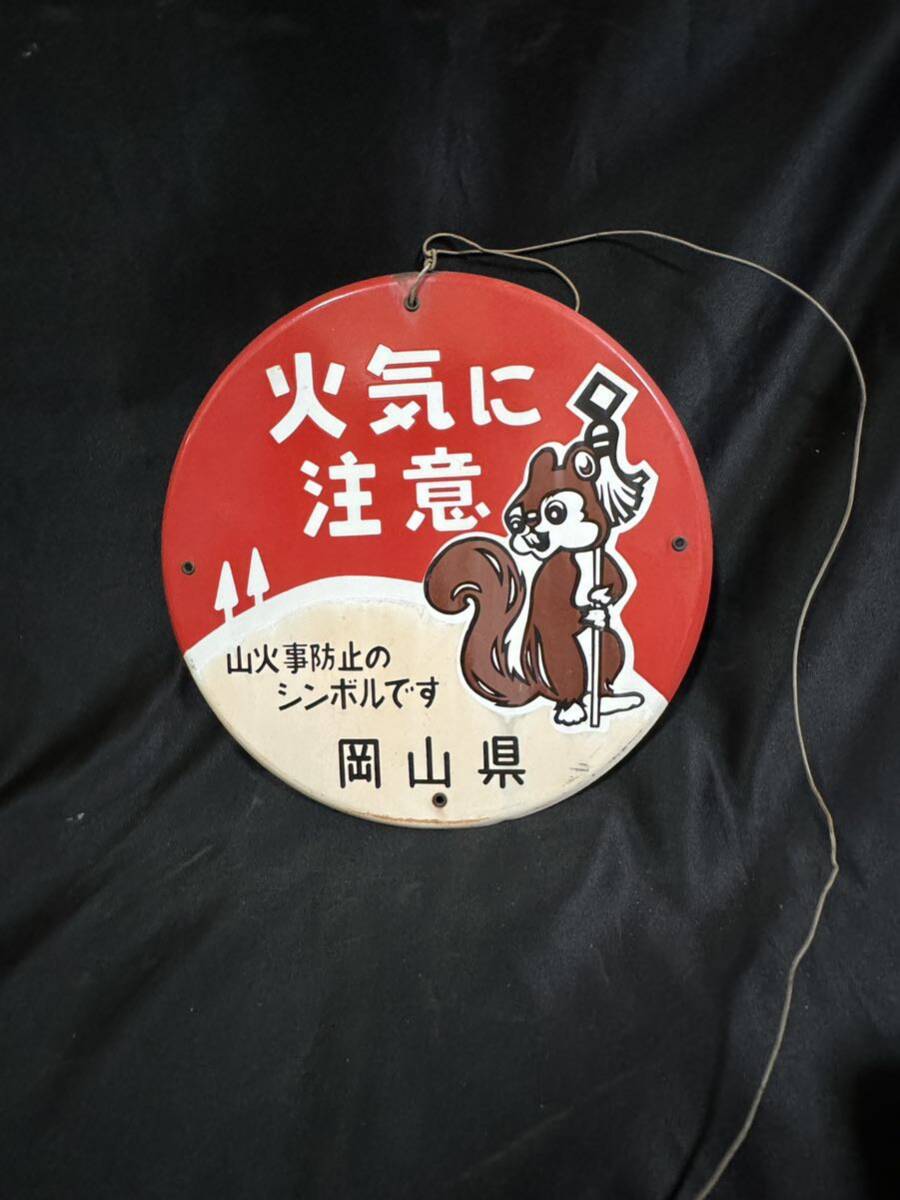 火気に
注意
山火事防止の
シンボルです
岡山県